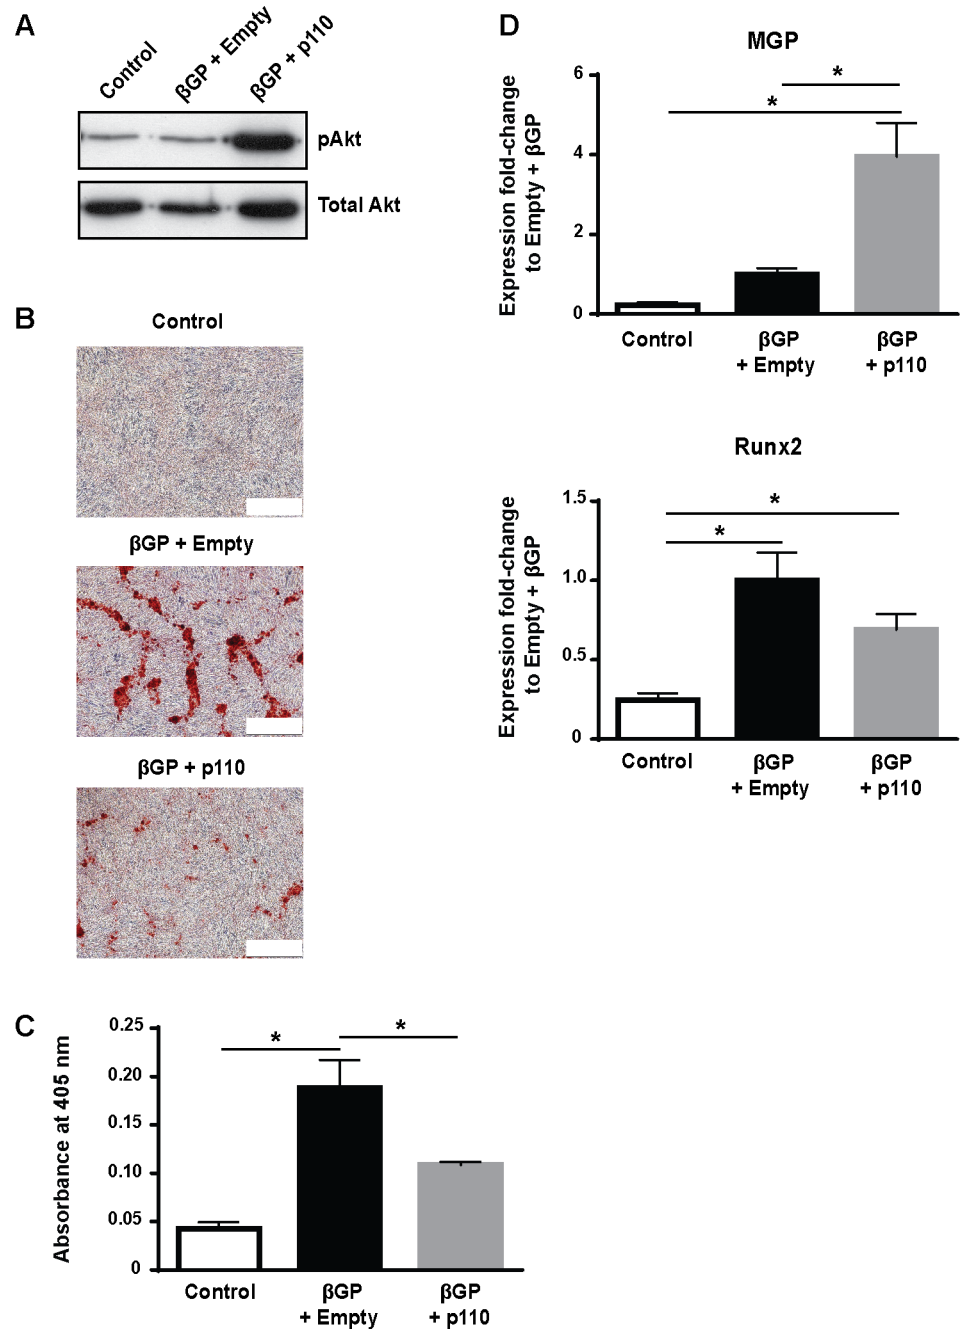 A
Control
βGP + Empty
βGP + p110
pAkt
Total Akt
B
Control
βGP + Empty
βGP + p110
C
Absorbance at 405 nm
0.25
0.20
0.15
0.10
0.05
0
*
*
Control
βGP
+ Empty
βGP
+ p110
D
MGP
Expression fold-change
to Empty + βGP
6
4
2
0
*
*
Control
βGP
+ Empty
βGP
+ p110
Runx2
Expression fold-change
to Empty + βGP
1.5
1.0
0.5
0
*
*
Control
βGP
+ Empty
βGP
+ p110